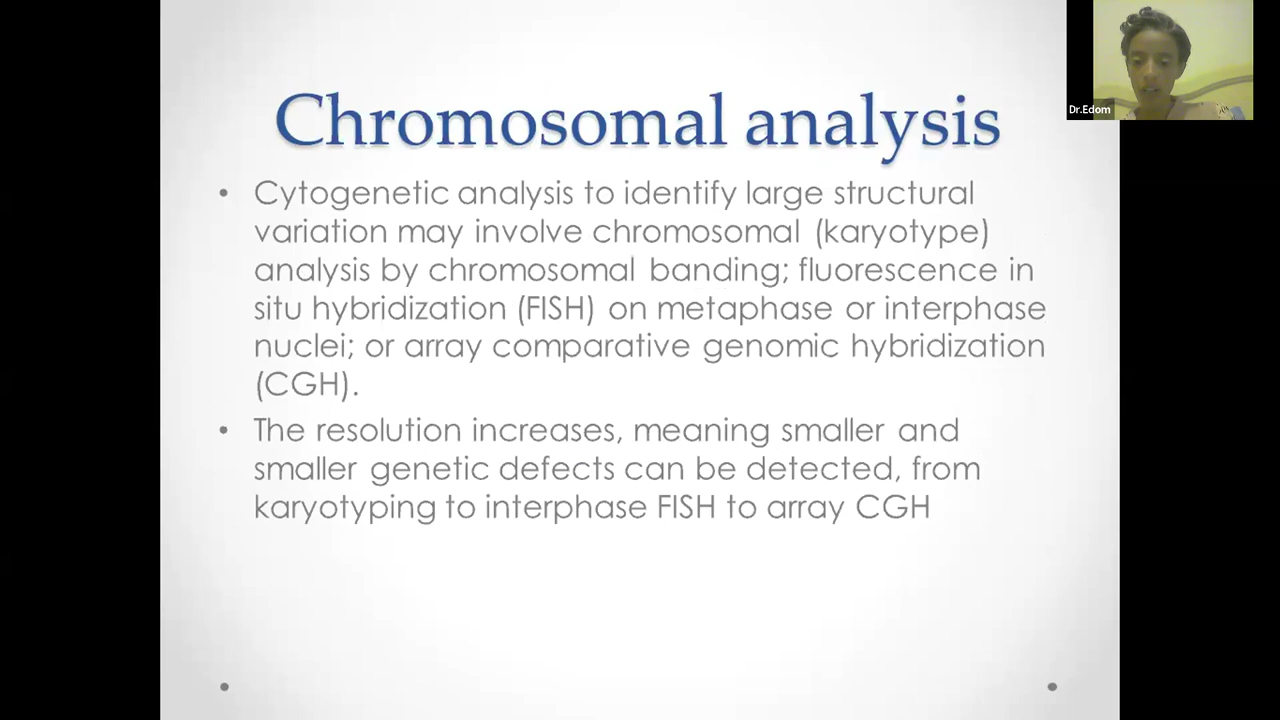 Chromosomal analysis
• Cytogenetic analysis to identify large structural
variation may involve chromosomal (karyotype)
analysis by chromosomal banding; fluorescence in
situ hybridization (FISH) on metaphase or interphase
nuclei; or array comparative genomic hybridization
(CGH).
• The resolution increases, meaning smaller and
smaller genetic defects can be detected, from
karyotyping to interphase FISH to array CGH
Dr.Edom